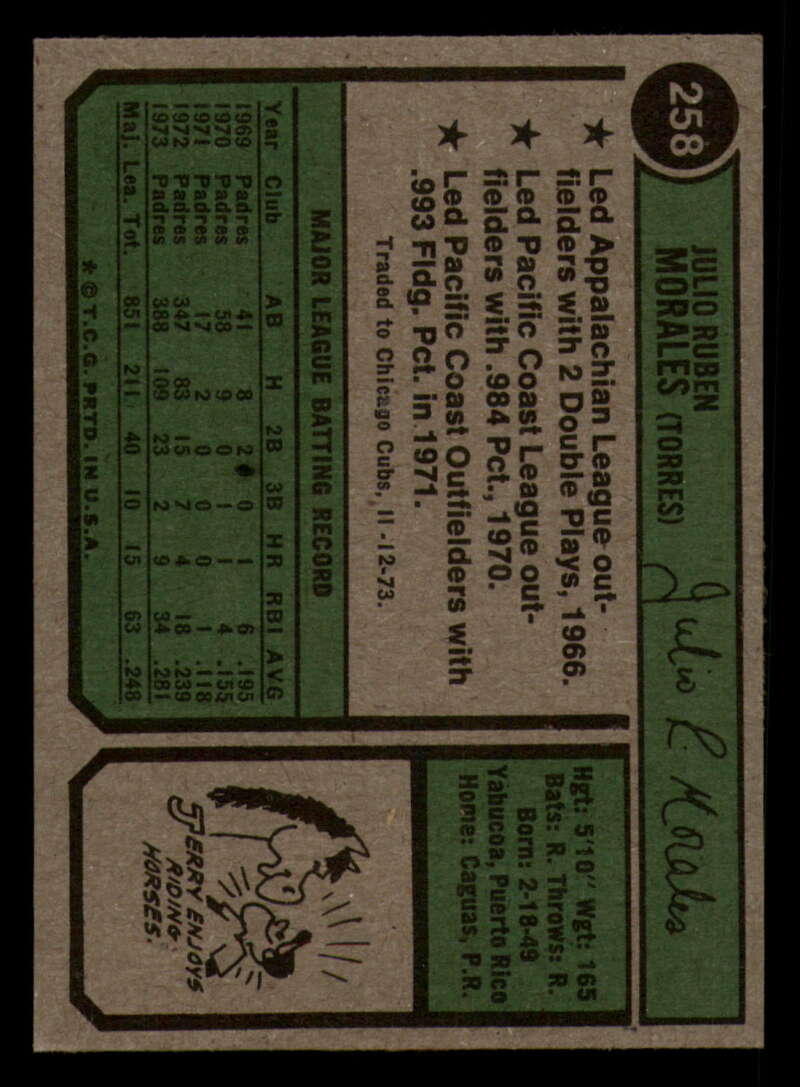 258
JULIO RUBEN
MORALES (TORRES)
Julio R. Morales
★ Led Appalachian League out-
fielders with 2 Double Plays, 1966.
★ Led Pacific Coast League out-
fielders with .984 Pct., 1970.
★ Led Pacific Coast Outfielders with
.993 Fldg. Pct. in 1971.
Traded to Chicago Cubs, 11-12-73.
MAJOR LEAGUE BATTING RECORD
Year Club AB H 2B 3B HR RBI AVG
1969 Padres 41 8 2 0 1 6 .195
1970 Padres 58 9 0 1 1 4 .155
1971 Padres 17 2 0 0 0 1 .118
1972 Padres 347 83 15 7 4 18 .239
1973 Padres 388 109 23 2 9 34 .281
Maj. Lea. Tot. 851 211 40 10 15 63 .248
* © T.C.G. PRTD. IN U.S.A.
Hgt: 5'10" Wgt: 165
Bats: R. Throws: R.
Born: 2-18-49
Yabucoa, Puerto Rico
Home: Caguas, P.R.
JERRY ENJOYS
RIDING
HORSES.